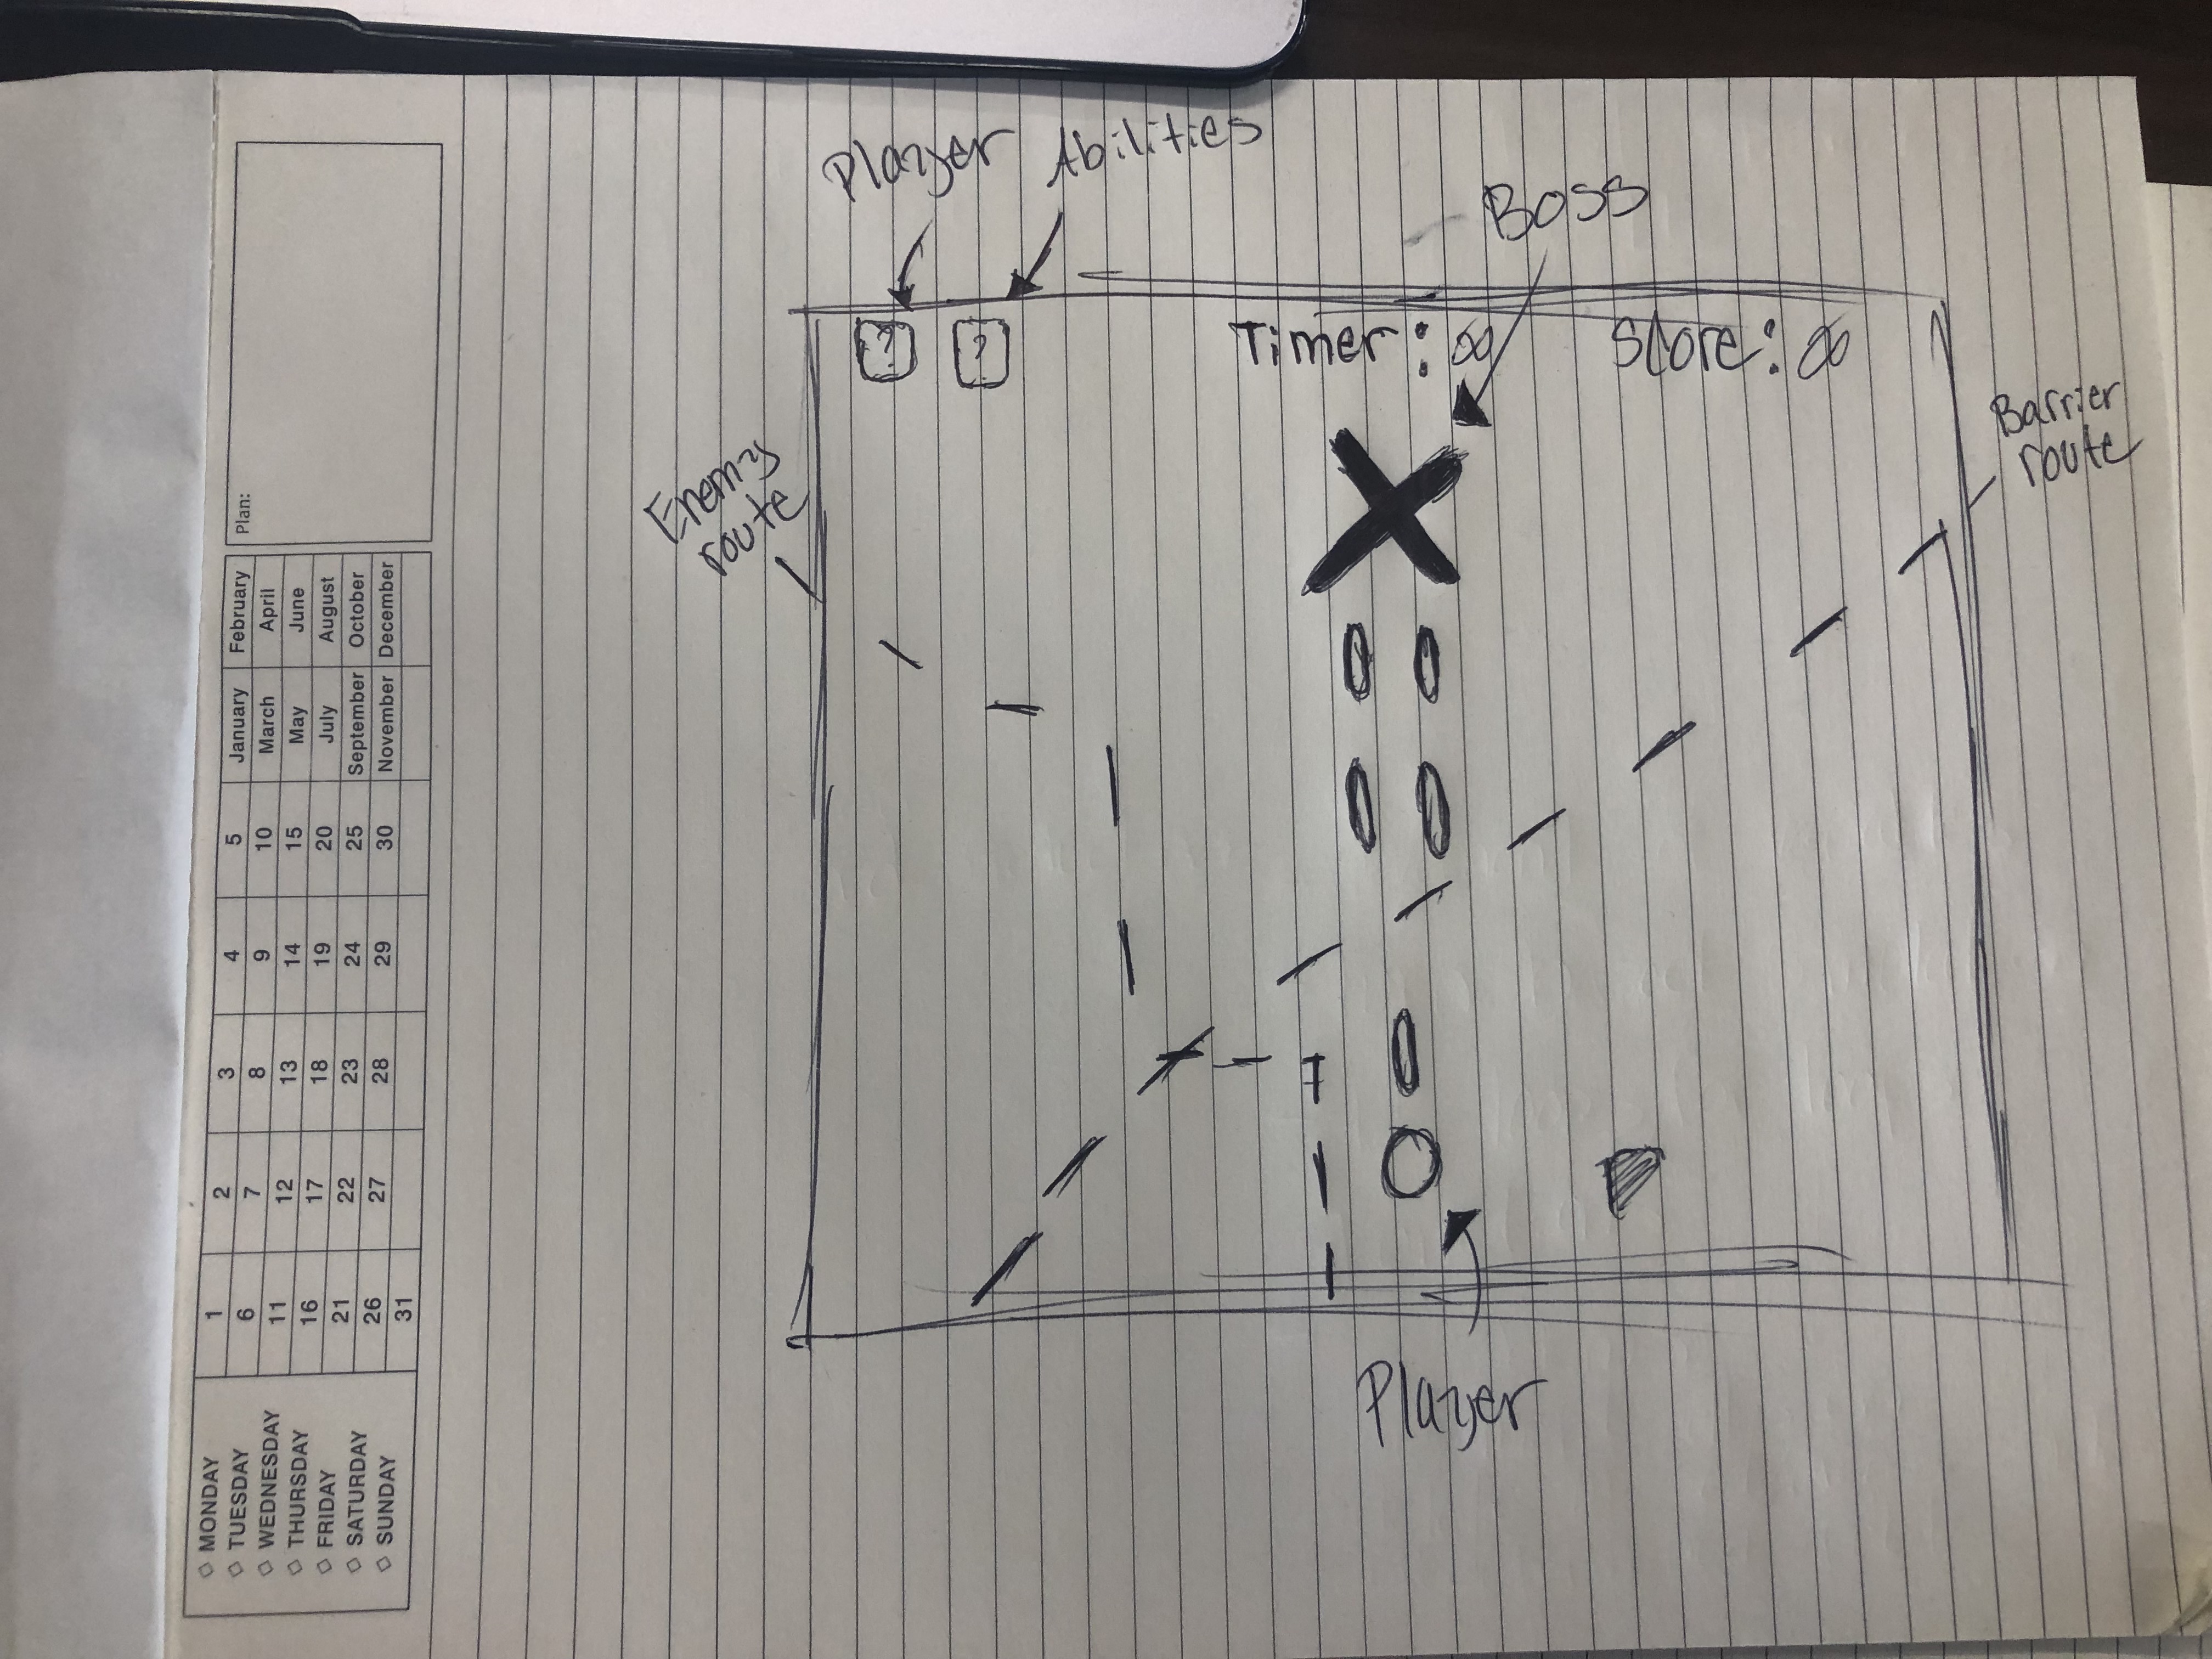 Player Abilities
Boss
? ? Timer: ∞ Score: ∞
Barrier
route
Enemy
route
Player
Plan:
January February
March April
May June
July August
September October
November December
1 2 3 4 5
6 7 8 9 10
11 12 13 14 15
16 17 18 19 20
21 22 23 24 25
26 27 28 29 30
31
◇ MONDAY
◇ TUESDAY
◇ WEDNESDAY
◇ THURSDAY
◇ FRIDAY
◇ SATURDAY
◇ SUNDAY